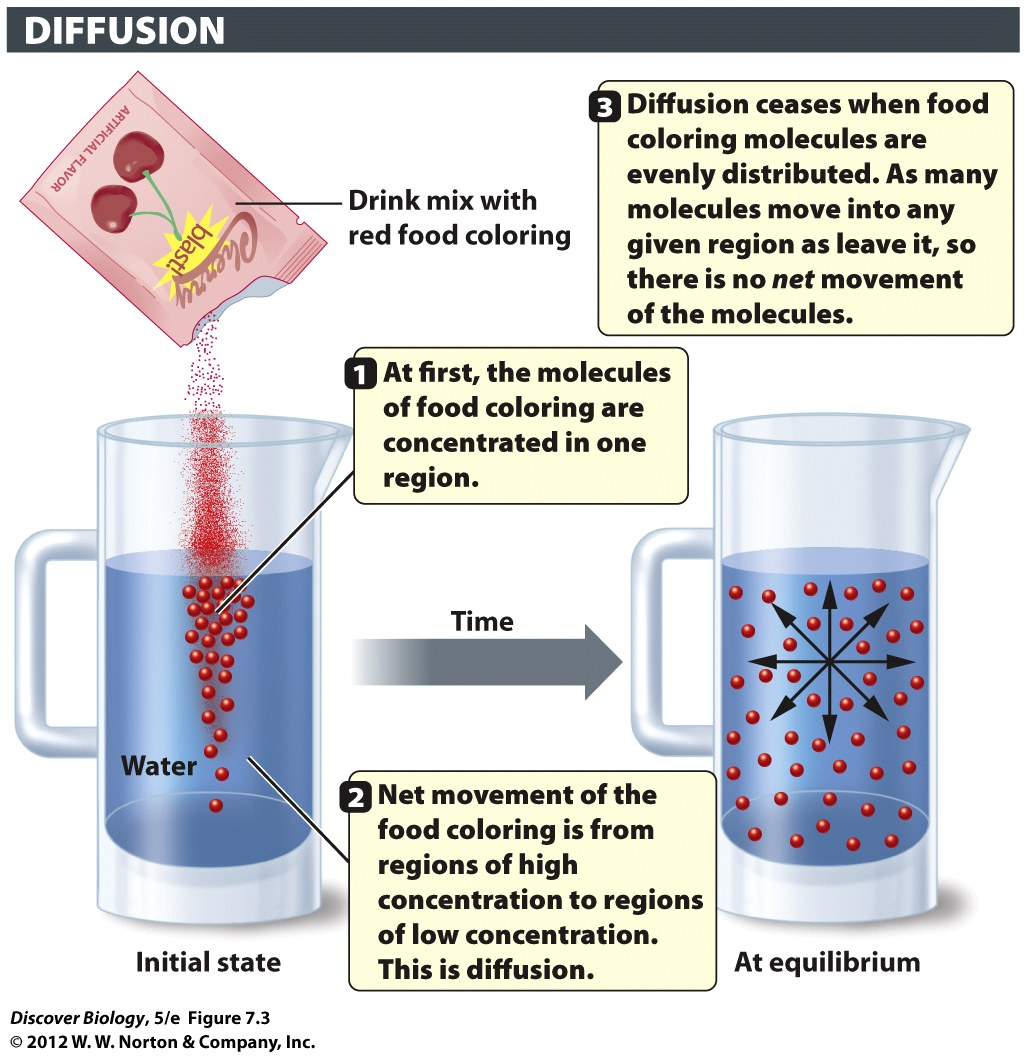 DIFFUSION
ARTIFICIAL FLAVOR
Cherry
blast!
Drink mix with
red food coloring
3 Diffusion ceases when food
coloring molecules are
evenly distributed. As many
molecules move into any
given region as leave it, so
there is no net movement
of the molecules.
1 At first, the molecules
of food coloring are
concentrated in one
region.
Time
Water
2 Net movement of the
food coloring is from
regions of high
concentration to regions
of low concentration.
This is diffusion.
Initial state
At equilibrium
Discover Biology, 5/e Figure 7.3
© 2012 W. W. Norton & Company, Inc.